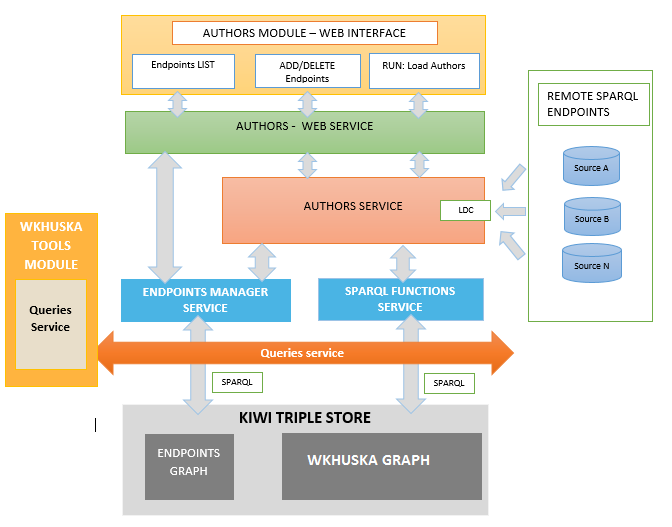 AUTHORS MODULE – WEB INTERFACE
Endpoints LIST
ADD/DELETE
Endpoints
RUN: Load Authors
AUTHORS - WEB SERVICE
REMOTE SPARQL
ENDPOINTS
Source A
Source B
Source N
AUTHORS SERVICE
LDC
WKHUSKA
TOOLS
MODULE
Queries
Service
ENDPOINTS MANAGER
SERVICE
SPARQL FUNCTIONS
SERVICE
Queries service
SPARQL
SPARQL
KIWI TRIPLE STORE
ENDPOINTS
GRAPH
WKHUSKA GRAPH